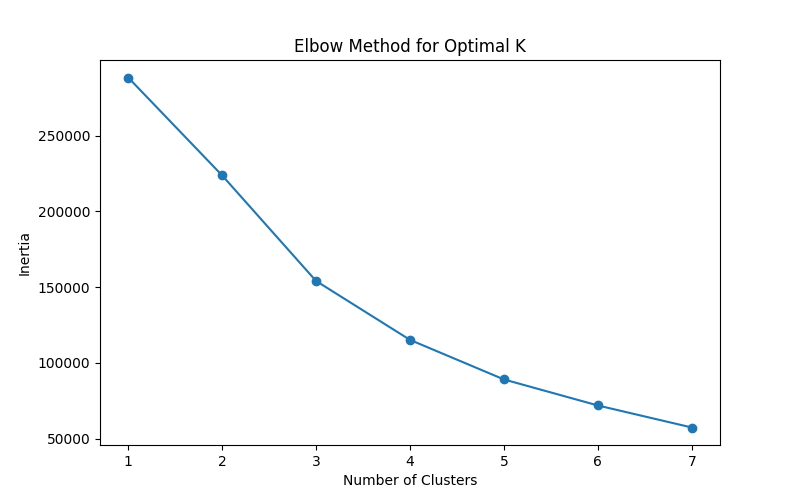 Elbow Method for Optimal K
Inertia
250000
200000
150000
100000
50000
1 2 3 4 5 6 7
Number of Clusters